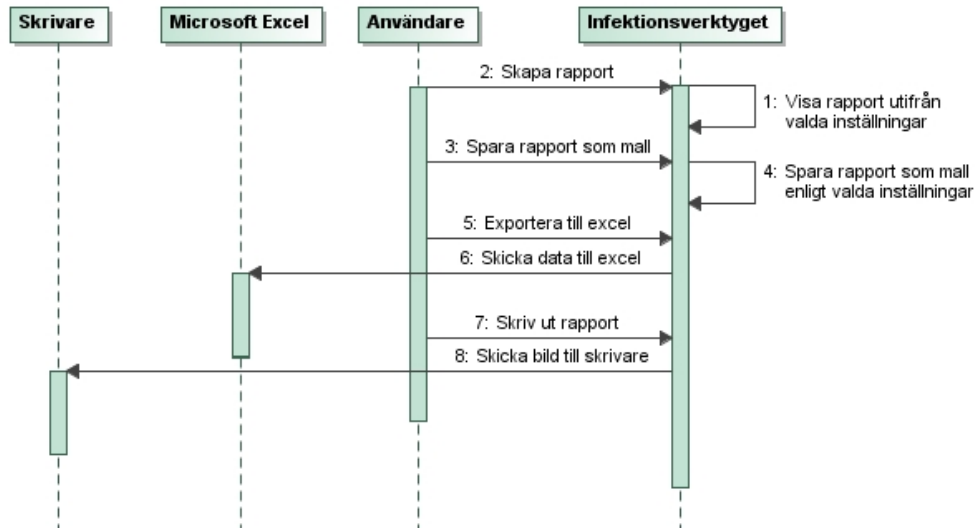 Skrivare
Microsoft Excel
Användare
Infektionsverktyget
2: Skapa rapport
1: Visa rapport utifrån
valda inställningar
3: Spara rapport som mall
4: Spara rapport som mall
enligt valda inställningar
5: Exportera till excel
6: Skicka data till excel
7: Skriv ut rapport
8: Skicka bild till skrivare